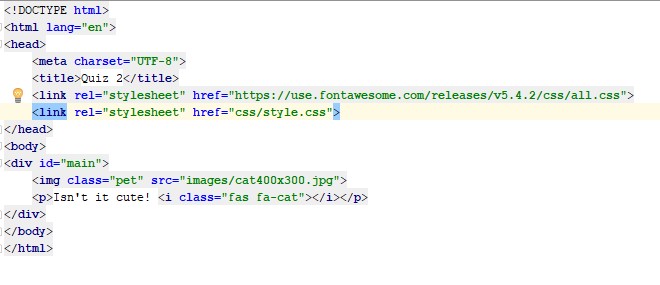 <!DOCTYPE html>
<html lang="en">
<head>
    <meta charset="UTF-8">
    <title>Quiz 2</title>
    <link rel="stylesheet" href="https://use.fontawesome.com/releases/v5.4.2/css/all.css">
    <link rel="stylesheet" href="css/style.css">
</head>
<body>
<div id="main">
    <img class="pet" src="images/cat400x300.jpg">
    <p>Isn't it cute! <i class="fas fa-cat"></i></p>
</div>
</body>
</html>